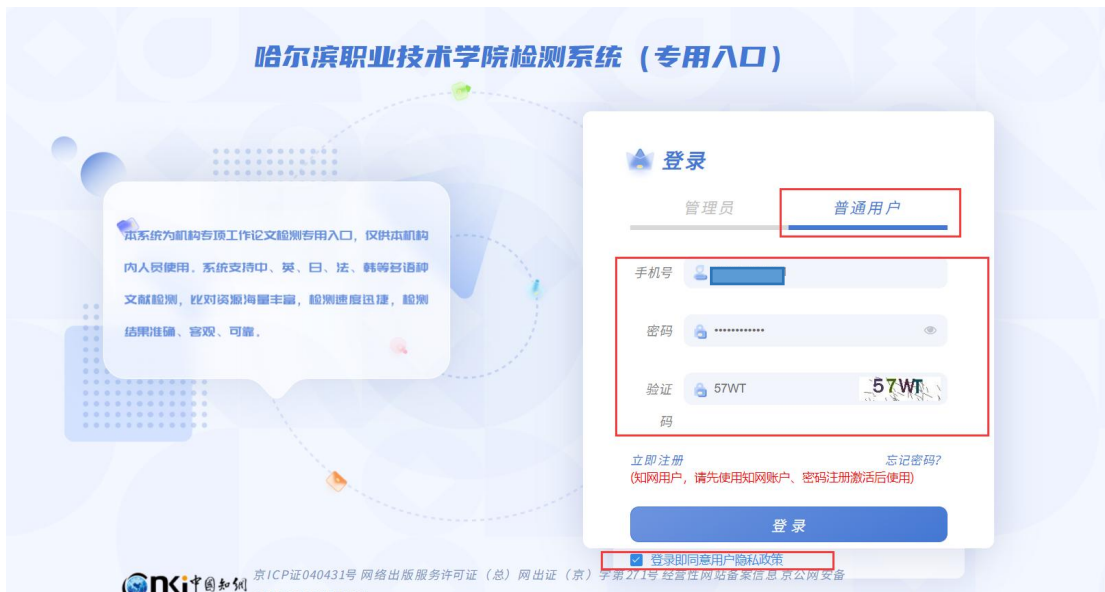 哈尔滨职业技术学院检测系统（专用入口）
本系统为机构专项工作论文检测专用入口，仅供本机构
内人员使用．系统支持中、英、日、法、韩等多语种
文献检测，比对资源海量丰富，检测速度迅捷，检测
结果准确、客观、可靠．
登录
管理员
普通用户
手机号
密码
••••••••••••
验证
码
57WT
57WT
立即注册
忘记密码?
(知网用户，请先使用知网账户、密码注册激活后使用)
登 录
登录即同意用户隐私政策
cnki中国知网
京ICP证040431号 网络出版服务许可证（总）网出证（京）字第271号 经营性网站备案信息 京公网安备